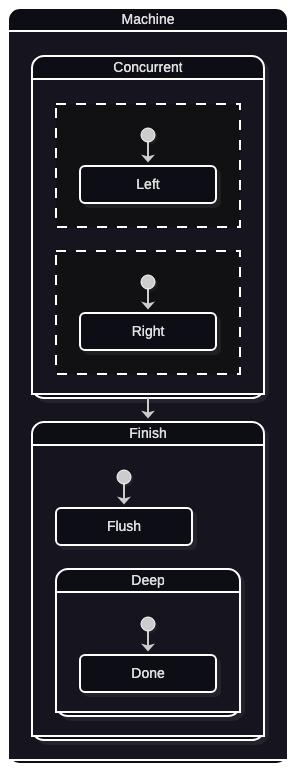 Machine
Concurrent
Left
Right
Finish
Flush
Deep
Done